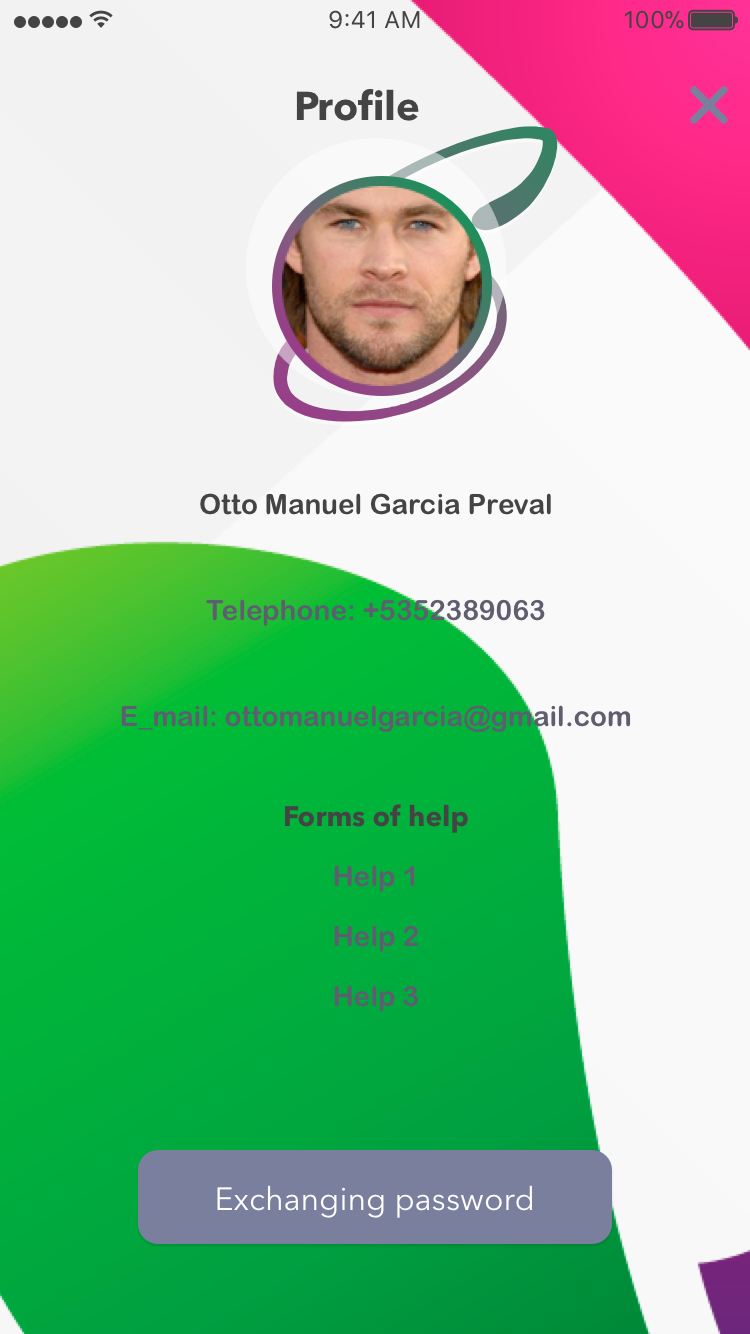 9:41 AM 100%
Profile
Otto Manuel Garcia Preval
Telephone: +5352389063
E_mail: ottomanuelgarcia@gmail.com
Forms of help
Help 1
Help 2
Help 3
Exchanging password